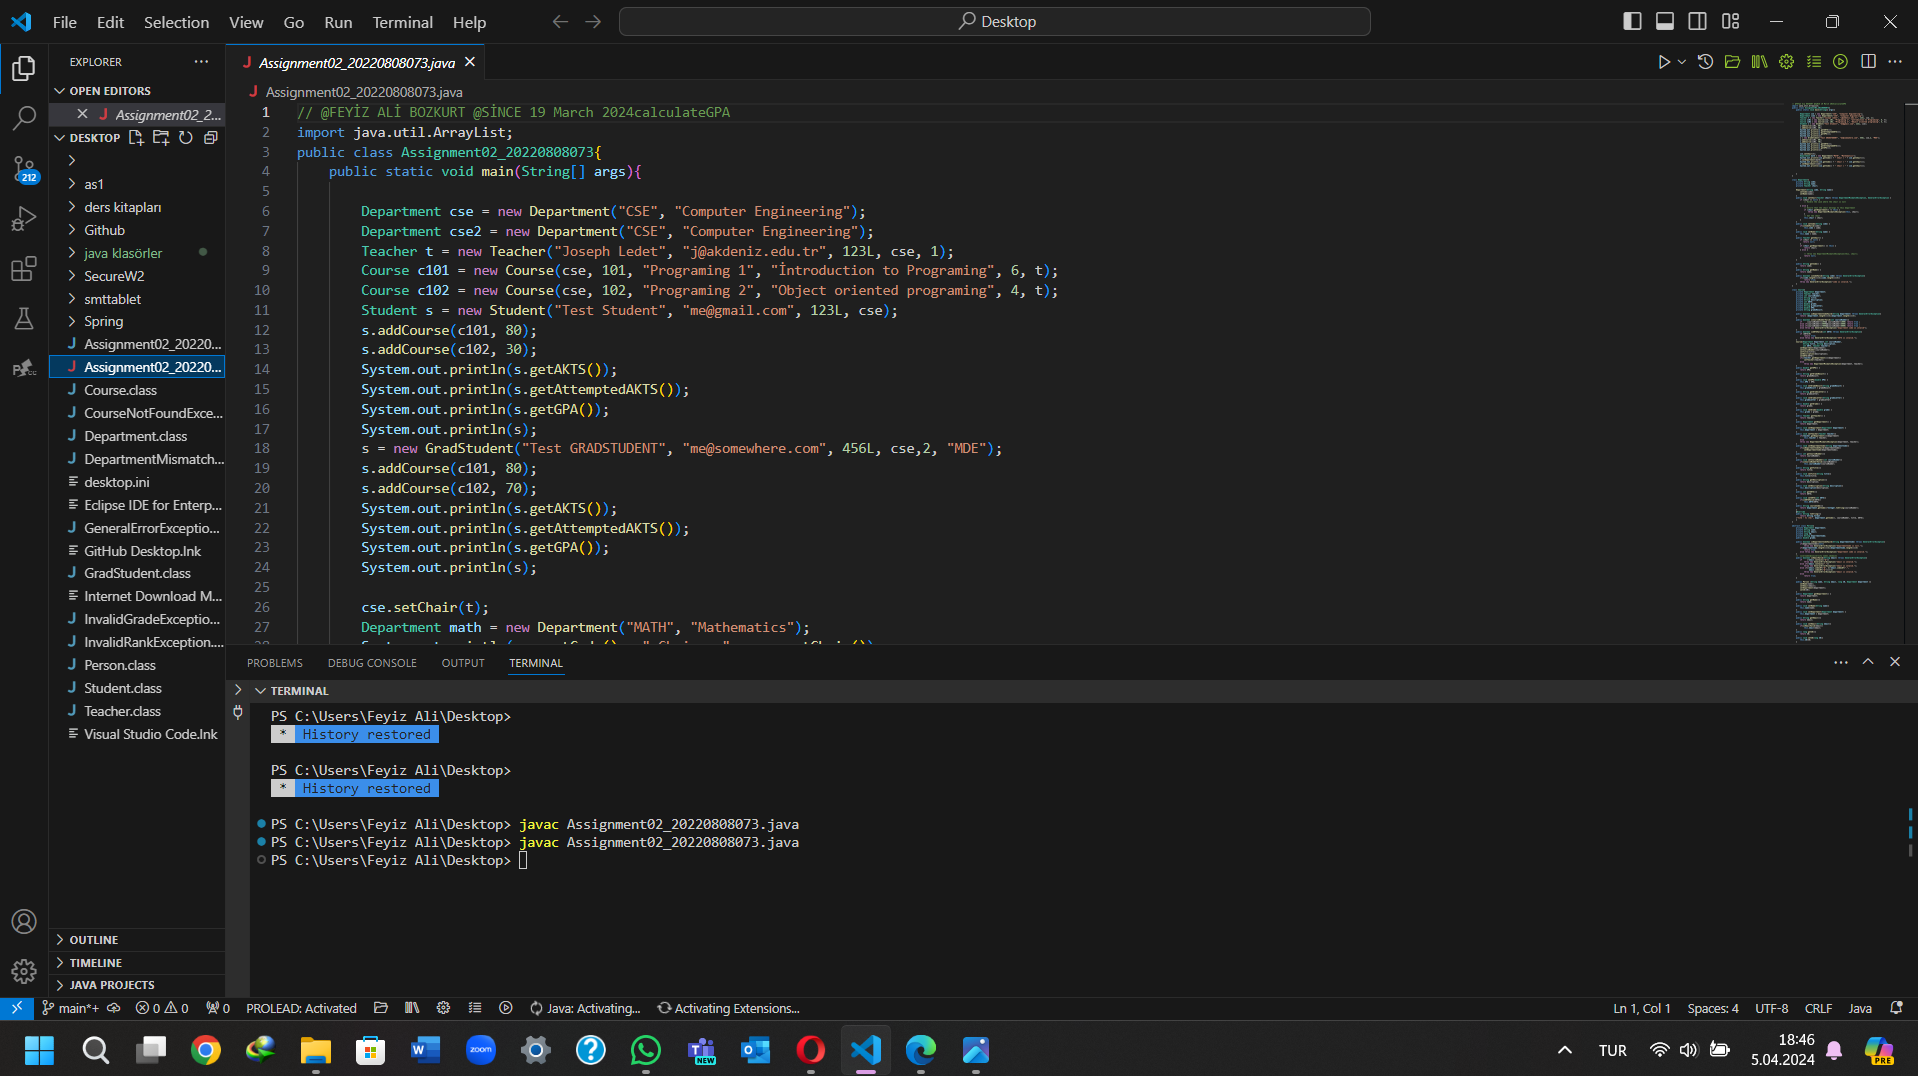 File Edit Selection View Go Run Terminal Help
Desktop
EXPLORER
OPEN EDITORS
Assignment02_2...
DESKTOP
as1
ders kitapları
Github
java klasörler
SecureW2
smttablet
Spring
Assignment02_20220...
Assignment02_20220...
Course.class
CourseNotFoundExce...
Department.class
DepartmentMismatch...
desktop.ini
Eclipse IDE for Enterp...
GeneralErrorExceptio...
GitHub Desktop.lnk
GradStudent.class
Internet Download M...
InvalidGradeExceptio...
InvalidRankException....
Person.class
Student.class
Teacher.class
Visual Studio Code.lnk
OUTLINE
TIMELINE
JAVA PROJECTS
212
Assignment02_20220808073.java
Assignment02_20220808073.java
1 // @FEYİZ ALİ BOZKURT @SİNCE 19 March 2024calculateGPA
2 import java.util.ArrayList;
3 public class Assignment02_20220808073{
4 public static void main(String[] args){
5
6 Department cse = new Department("CSE", "Computer Engineering");
7 Department cse2 = new Department("CSE", "Computer Engineering");
8 Teacher t = new Teacher("Joseph Ledet", "j@akdeniz.edu.tr", 123L, cse, 1);
9 Course c101 = new Course(cse, 101, "Programing 1", "İntroduction to Programing", 6, t);
10 Course c102 = new Course(cse, 102, "Programing 2", "Object oriented programing", 4, t);
11 Student s = new Student("Test Student", "me@gmail.com", 123L, cse);
12 s.addCourse(c101, 80);
13 s.addCourse(c102, 30);
14 System.out.println(s.getAKTS());
15 System.out.println(s.getAttemptedAKTS());
16 System.out.println(s.getGPA());
17 System.out.println(s);
18 s = new GradStudent("Test GRADSTUDENT", "me@somewhere.com", 456L, cse,2, "MDE");
19 s.addCourse(c101, 80);
20 s.addCourse(c102, 70);
21 System.out.println(s.getAKTS());
22 System.out.println(s.getAttemptedAKTS());
23 System.out.println(s.getGPA());
24 System.out.println(s);
25
26 cse.setChair(t);
27 Department math = new Department("MATH", "Mathematics");
PROBLEMS DEBUG CONSOLE OUTPUT TERMINAL
TERMINAL
PS C:\Users\Feyiz Ali\Desktop>
* History restored
PS C:\Users\Feyiz Ali\Desktop>
* History restored
PS C:\Users\Feyiz Ali\Desktop> javac Assignment02_20220808073.java
PS C:\Users\Feyiz Ali\Desktop> javac Assignment02_20220808073.java
PS C:\Users\Feyiz Ali\Desktop>
main*+ 0 0 0 PROLEAD: Activated Java: Activating... Activating Extensions... Ln 1, Col 1 Spaces: 4 UTF-8 CRLF Java
zoom NEW TUR 18:46 PRE
5.04.2024